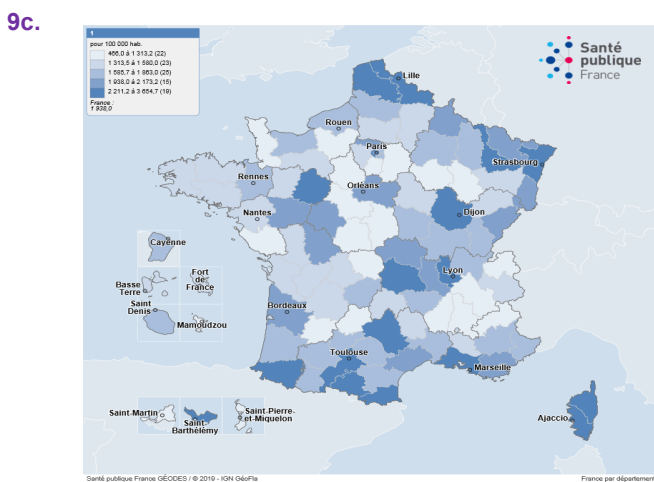 9c.
1
pour 100 000 hab.
466,0 à 1 313,2 (22)
1 313,5 à 1 580,0 (23)
1 585,7 à 1 863,0 (25)
1 938,0 à 2 173,2 (15)
2 211,2 à 3 654,7 (19)
France :
1 938,0
Santé
publique
France
Lille
Rouen
Paris
Strasbourg
Rennes
Orléans
Nantes
Dijon
Cayenne
Lyon
Basse
Terre
Fort
de
France
Saint
Denis
Mamoudzou
Bordeaux
Toulouse
Marseille
Saint-Martin
Saint-
Barthélémy
Saint-Pierre
et-Miquelon
Ajaccio
Santé publique France GÉODES / © 2019 - IGN GéoFla
France par département